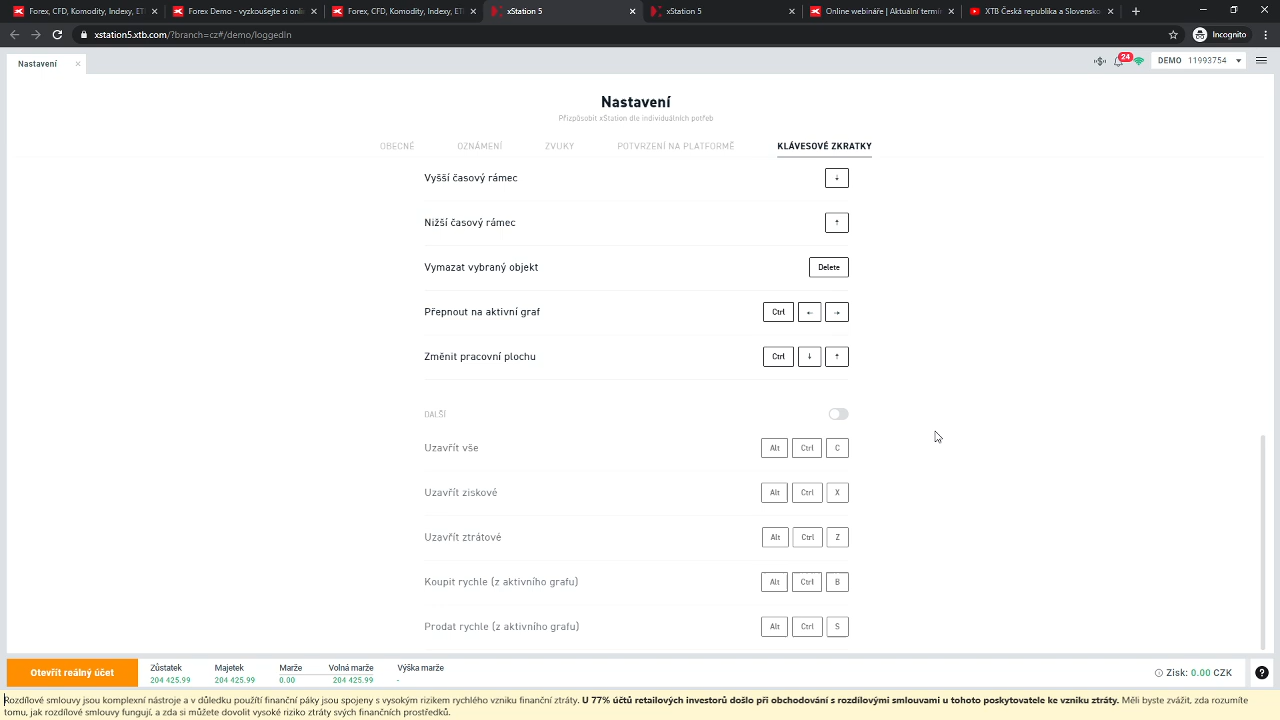 Forex, CFD, Komodity, Indexy, ET
Forex Demo – vyzkoušejte si onlin
Forex, CFD, Komodity, Indexy, ET
xStation 5
xStation 5
Online webináře | Aktuální termín
XTB Česká republika a Slovensko
xstation5.xtb.com/?branch=cz#/demo/loggedIn
Incognito
Nastavení
24
DEMO 11993754
Nastavení
Přizpůsobit xStation dle individuálních potřeb
OBECNÉ
OZNÁMENÍ
ZVUKY
POTVRZENÍ NA PLATFORMĚ
KLÁVESOVÉ ZKRATKY
Vyšší časový rámec ↓
Nižší časový rámec ↑
Vymazat vybraný objekt Delete
Přepnout na aktivní graf Ctrl ← →
Změnit pracovní plochu Ctrl ↓ ↑
DALŠÍ
Uzavřít vše Alt Ctrl C
Uzavřít ziskové Alt Ctrl X
Uzavřít ztrátové Alt Ctrl Z
Koupit rychle (z aktivního grafu) Alt Ctrl B
Prodat rychle (z aktivního grafu) Alt Ctrl S
Otevřít reálný účet
Zůstatek Majetek Marže Volná marže Výška marže
204 425.99 204 425.99 0.00 204 425.99 -
Zisk: 0.00 CZK
Rozdílové smlouvy jsou komplexní nástroje a v důsledku použití finanční páky jsou spojeny s vysokým rizikem rychlého vzniku finanční ztráty. U 77% účtů retailových investorů došlo při obchodování s rozdílovými smlouvami u tohoto poskytovatele ke vzniku ztráty. Měli byste zvážit, zda rozumíte
tomu, jak rozdílové smlouvy fungují, a zda si můžete dovolit vysoké riziko ztráty svých finančních prostředků.